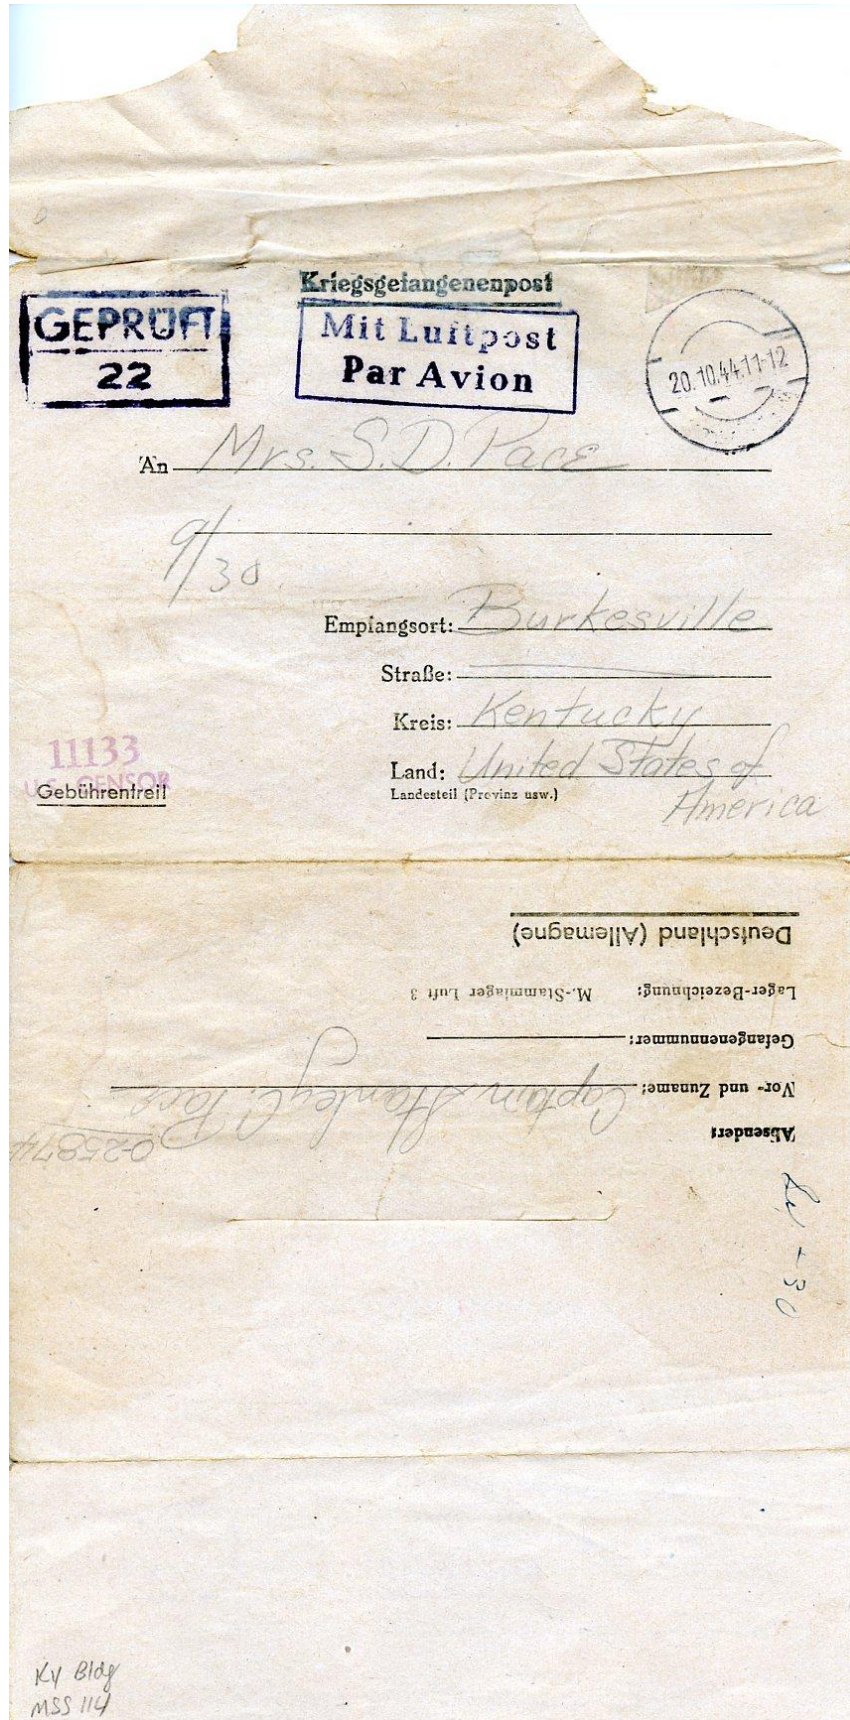 Kriegsgefangenenpost
GEPRÜFT
22
Mit Luftpost
Par Avion
20.10.44.11-12
An Mrs. S.D. Pace
9/30
Empfangsort: Burkesville
Straße:
Kreis: Kentucky
Land: United States of
America
Landesteil (Provinz usw.)
11133
U.S. CENSOR
Gebührenfrei!
Deutschland (Allemagne)
Lager-Bezeichnung: M.-Stammlager Luft 3
Gefangenennummer:
Vor- und Zuname: Captain Stanley C. Pace
O-25874
Absender:
Ky Bldg
MSS 114